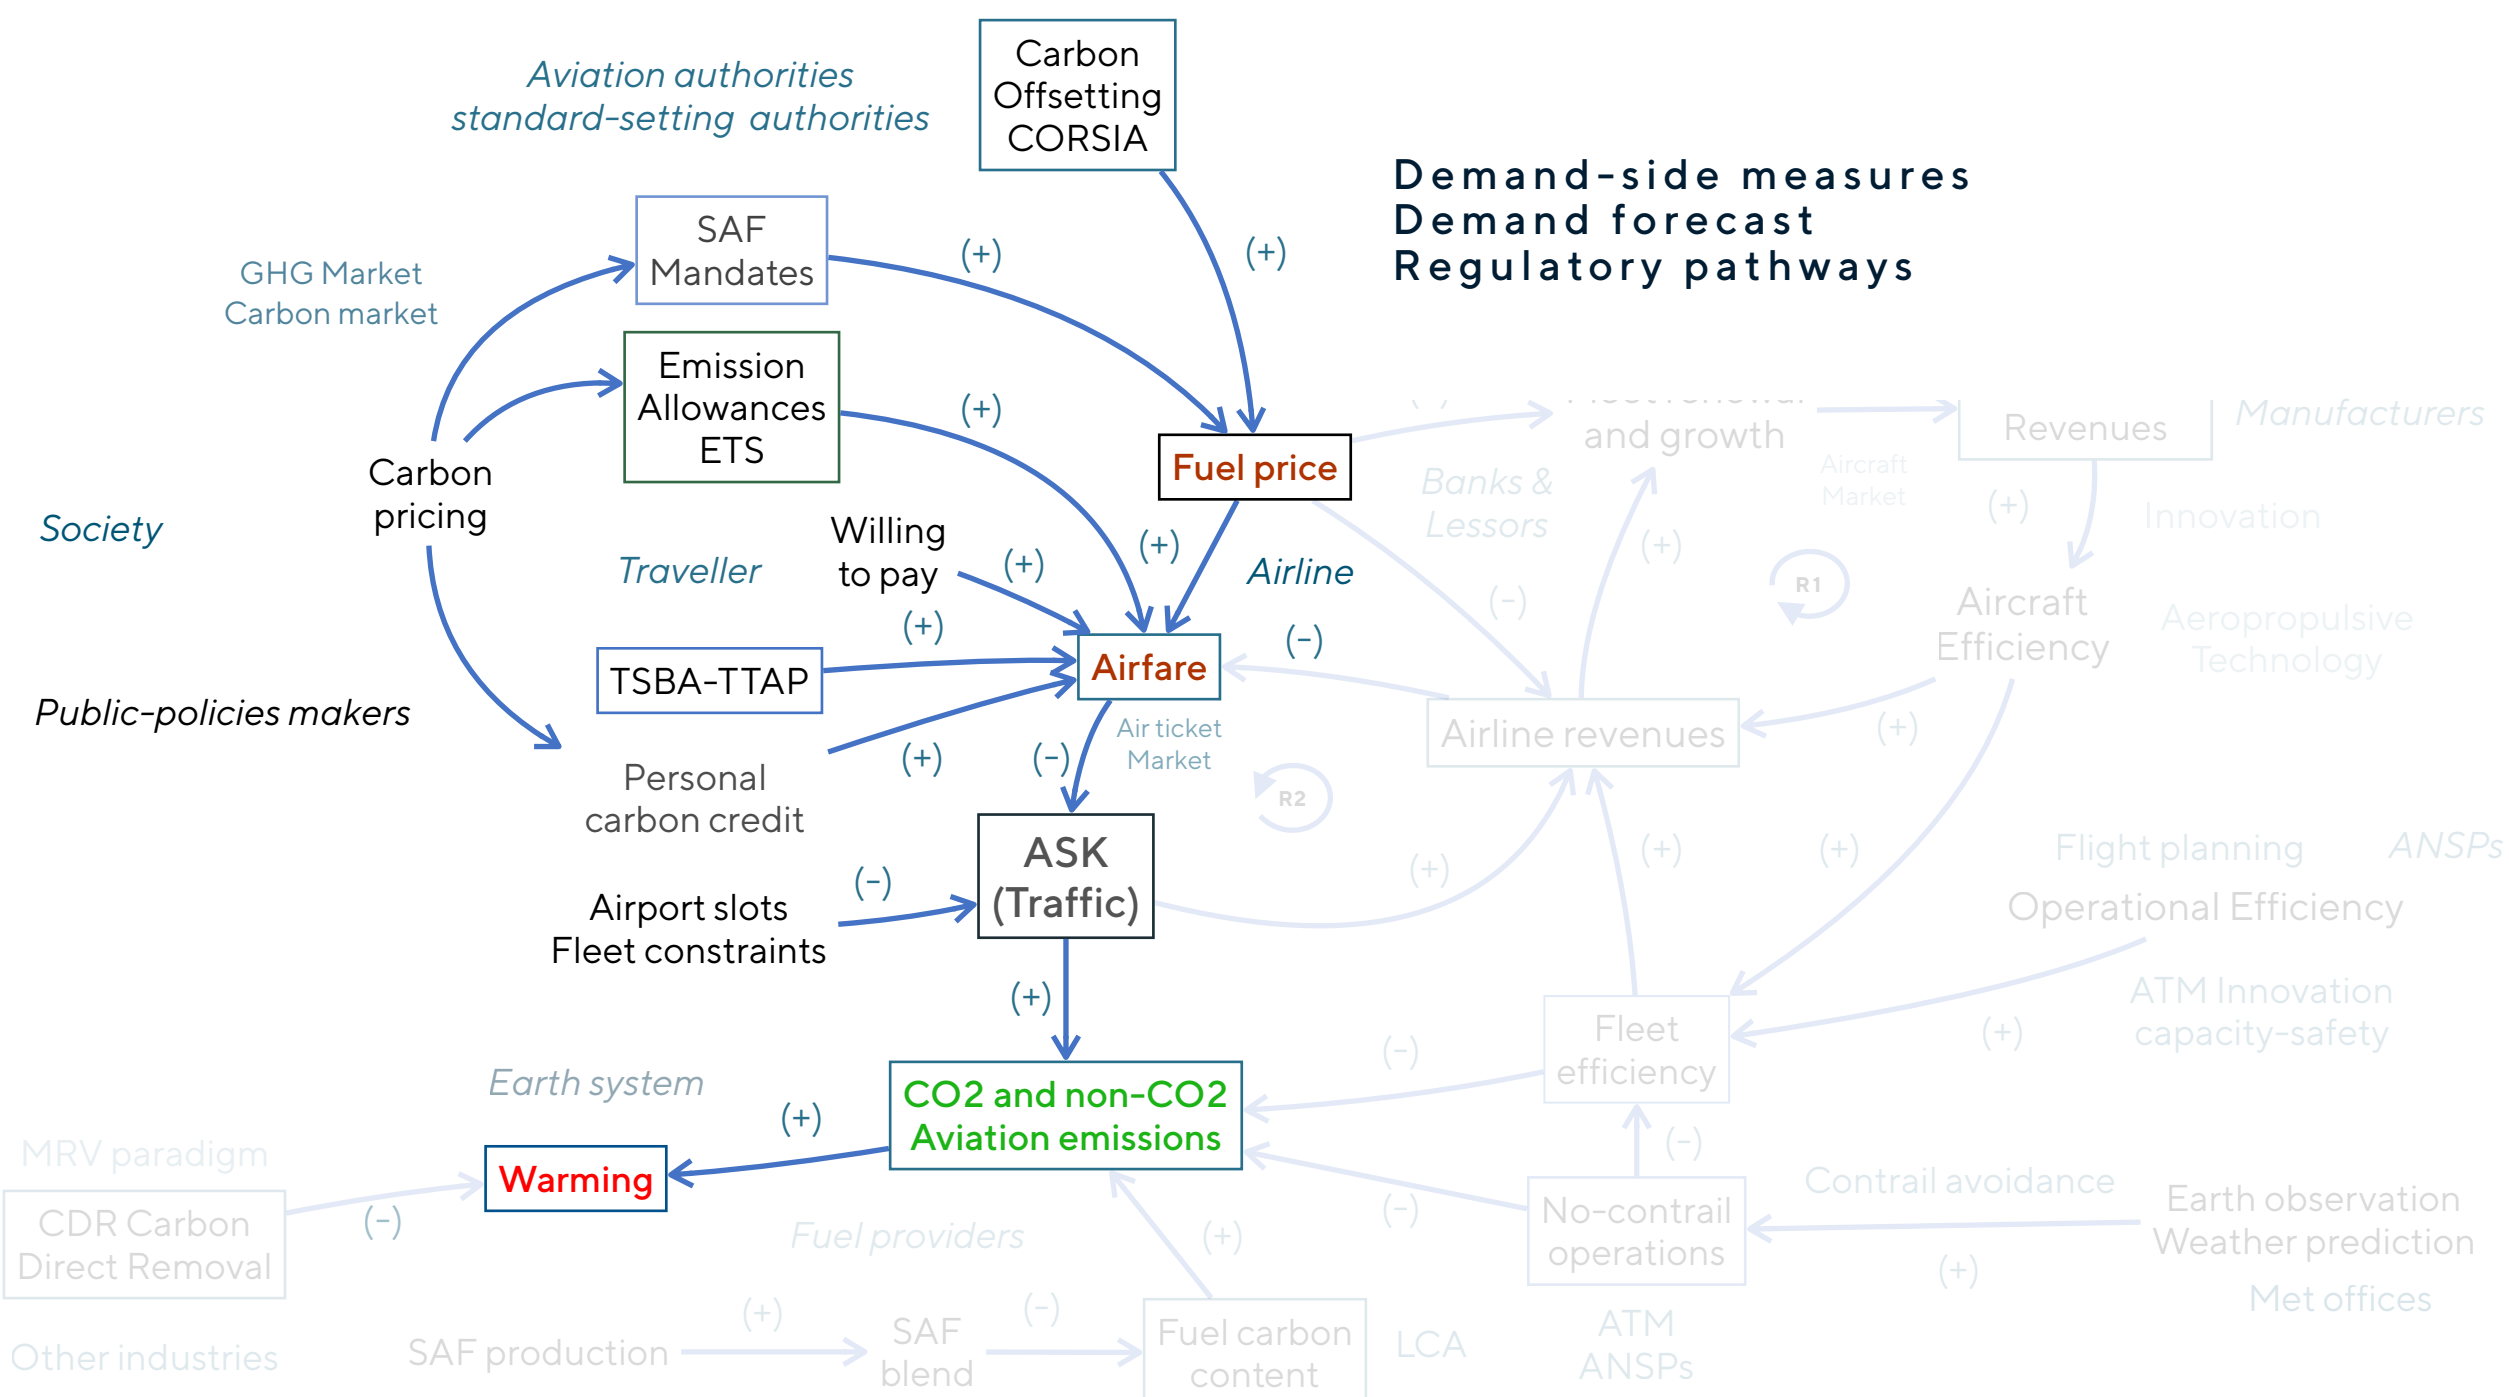 Carbon
Offsetting
CORSIA
Aviation authorities
standard-setting authorities
Demand-side measures
Demand forecast
Regulatory pathways
SAF
Mandates
(+)
(+)
GHG Market
Carbon market
Emission
Allowances
ETS
(+)
Fuel price
and growth
Revenues
Manufacturers
Aircraft
Market
(+)
Innovation
Banks &
Lessors
Carbon
pricing
Society
Willing
to pay
(+)
(+)
Traveller
Airline
(+)
(-)
R1
Aircraft
Efficiency
Aeropropulsive
Technology
(+)
(-)
TSBA-TTAP
Airfare
Public-policies makers
Air ticket
Market
Airline revenues
(+)
(+)
(-)
Personal
carbon credit
R2
ASK
(Traffic)
(-)
(+)
(+)
(+)
Flight planning
ANSPs
Operational Efficiency
Airport slots
Fleet constraints
(+)
ATM Innovation
capacity-safety
(+)
Fleet
efficiency
(-)
Earth system
(+)
CO2 and non-CO2
Aviation emissions
MRV paradigm
Warming
(-)
Contrail avoidance
CDR Carbon
Direct Removal
(-)
Fuel providers
(+)
(-)
No-contrail
operations
Earth observation
Weather prediction
(+)
Met offices
Other industries
SAF production
(+)
SAF
blend
(-)
Fuel carbon
content
LCA
ATM
ANSPs